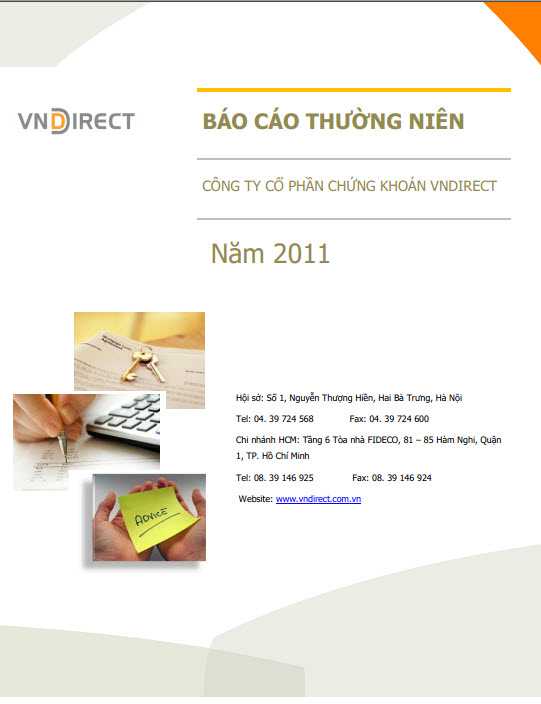 VNDIRECT
BÁO CÁO THƯỜNG NIÊN
CÔNG TY CỔ PHẦN CHỨNG KHOÁN VNDIRECT
Năm 2011
Mortgage Loan
Agreement
ADVICE
Hội sở: Số 1, Nguyễn Thượng Hiền, Hai Bà Trưng, Hà Nội
Tel: 04. 39 724 568 Fax: 04. 39 724 600
Chi nhánh HCM: Tầng 6 Tòa nhà FIDECO, 81 – 85 Hàm Nghi, Quận
1, TP. Hồ Chí Minh
Tel: 08. 39 146 925 Fax: 08. 39 146 924
Website: www.vndirect.com.vn